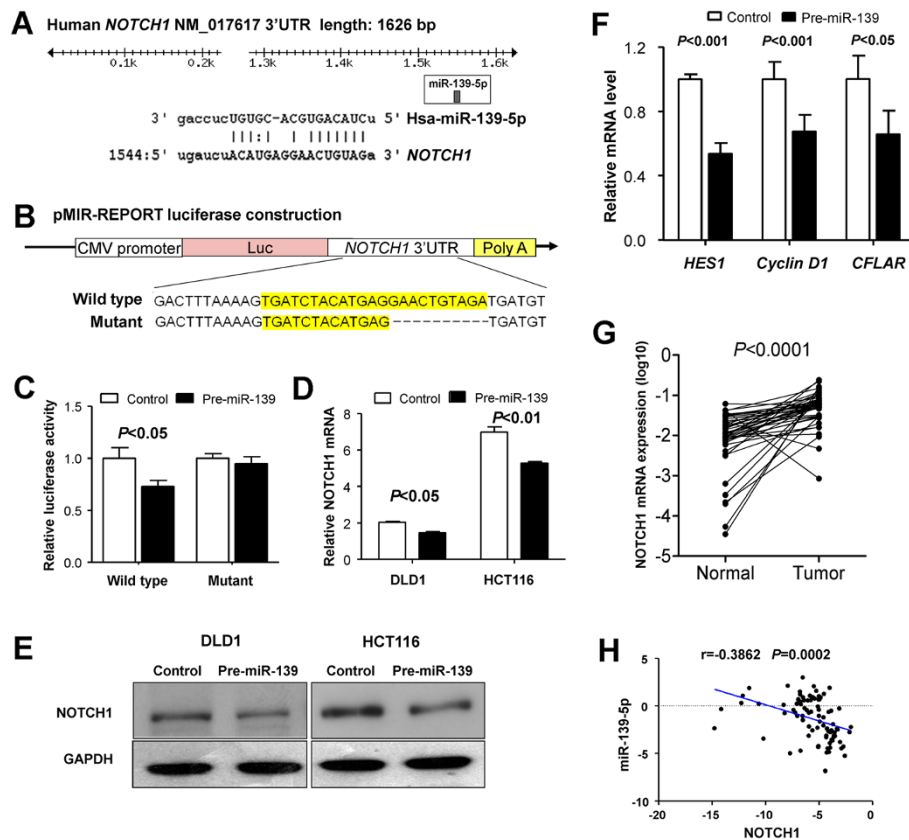 A
Human NOTCH1 NM_017617 3'UTR length: 1626 bp
0.1k 0.2k 1.3k 1.4k 1.5k 1.6k
miR-139-5p
3' gaccucUGUGC-ACGUGACAUCu 5' Hsa-miR-139-5p
|||:| | |||||||
1544:5' ugaucuACAUGAGGAACUGUAGa 3' NOTCH1
B
pMIR-REPORT luciferase construction
CMV promoter Luc NOTCH1 3'UTR Poly A
Wild type GACTTTAAAAGTGATCTACATGAGGAACTGTAGATGATGT
Mutant GACTTTAAAAGTGATCTACATGAG----------TGATGT
C
Control Pre-miR-139
Relative luciferase activity
1.5
1.0
0.5
0.0
P<0.05
Wild type Mutant
D
Control Pre-miR-139
Relative NOTCH1 mRNA
8
6
4
2
0
P<0.05
P<0.01
DLD1 HCT116
E
DLD1 HCT116
Control Pre-miR-139 Control Pre-miR-139
NOTCH1
GAPDH
F
Control
Pre-miR-139
Relative mRNA level
1.2
0.8
0.4
0.0
P<0.001 P<0.001 P<0.05
HES1 Cyclin D1 CFLAR
G
P<0.0001
NOTCH1 mRNA expression (log10)
0
-1
-2
-3
-4
-5
Normal Tumor
H
r=-0.3862 P=0.0002
miR-139-5p
5
0
-5
-10
-20 -15 -10 -5 0
NOTCH1